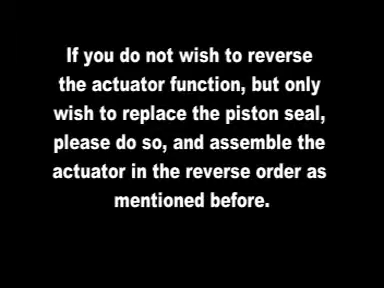 If you do not wish to reverse
the actuator function, but only
wish to replace the piston seal,
please do so, and assemble the
actuator in the reverse order as
mentioned before.